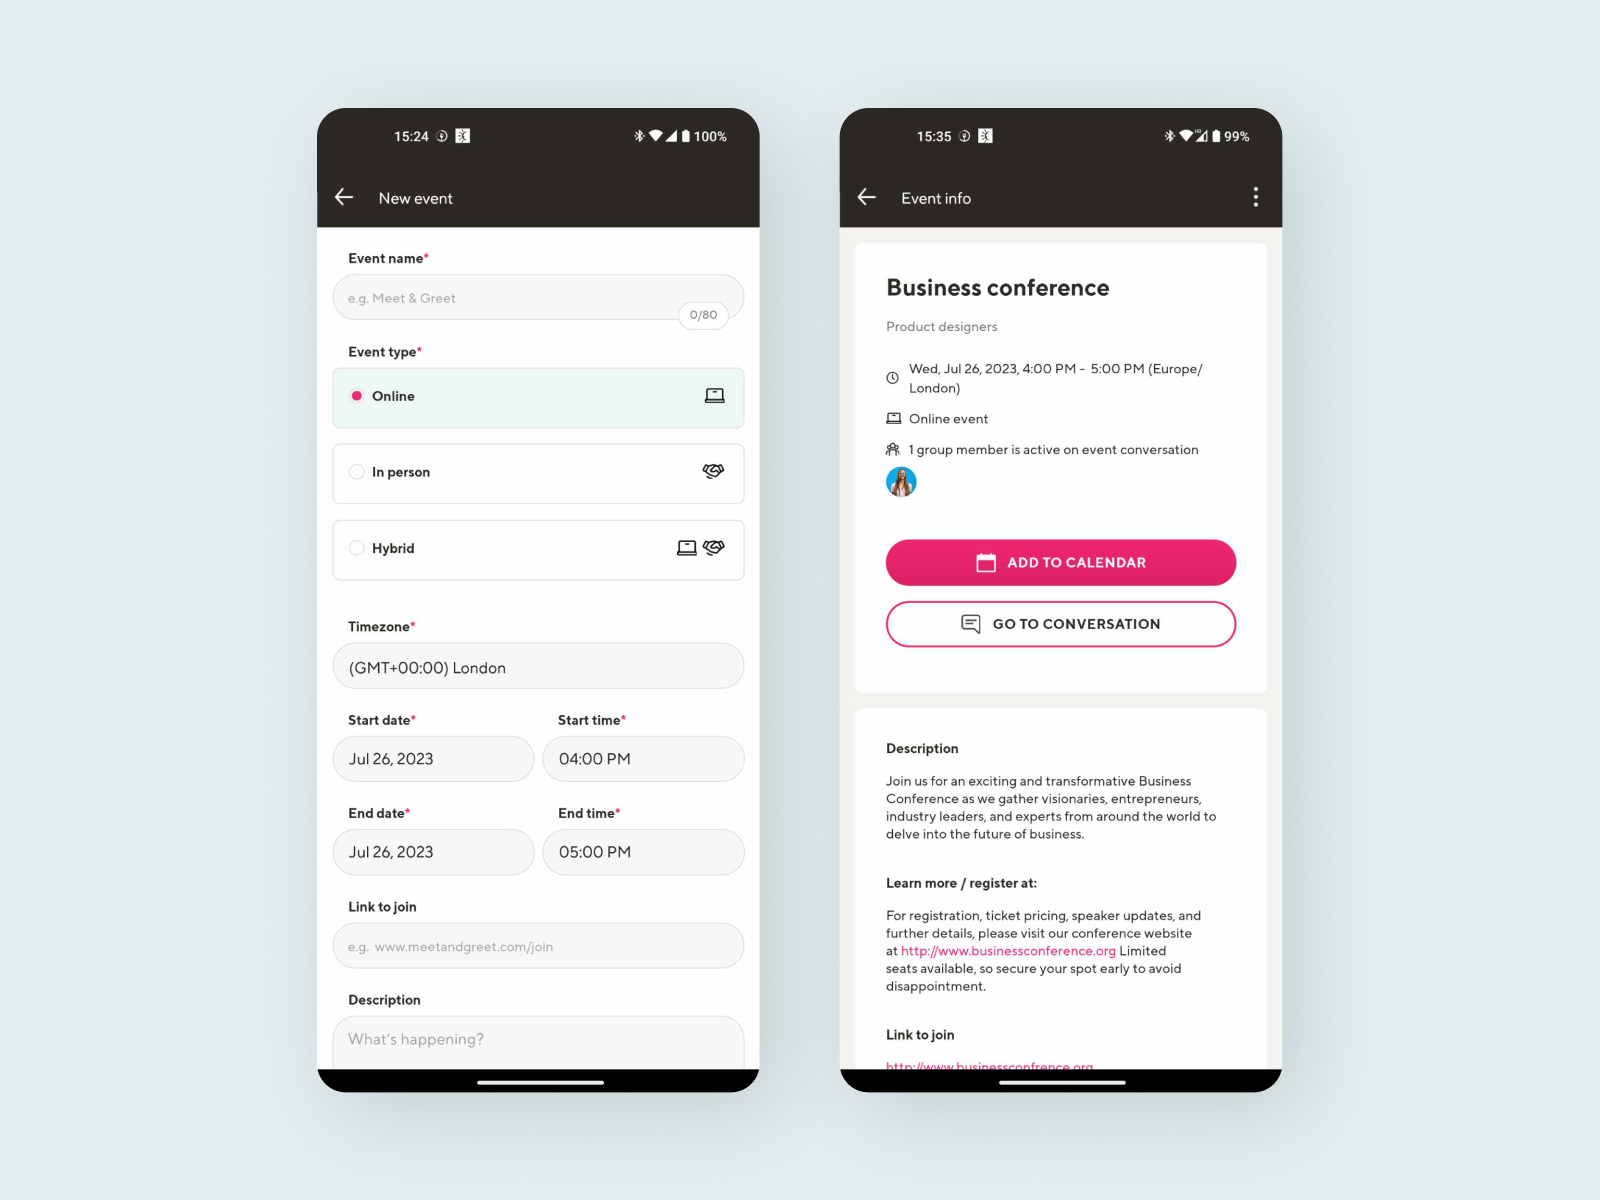 15:24
100%
New event
Event name*
e.g. Meet & Greet
0/80
Event type*
Online
In person
Hybrid
Timezone*
(GMT+00:00) London
Start date*
Start time*
Jul 26, 2023
04:00 PM
End date*
End time*
Jul 26, 2023
05:00 PM
Link to join
e.g. www.meetandgreet.com/join
Description
What's happening?
15:35
99%
Event info
Business conference
Product designers
Wed, Jul 26, 2023, 4:00 PM - 5:00 PM (Europe/
London)
Online event
1 group member is active on event conversation
ADD TO CALENDAR
GO TO CONVERSATION
Description
Join us for an exciting and transformative Business
Conference as we gather visionaries, entrepreneurs,
industry leaders, and experts from around the world to
delve into the future of business.
Learn more / register at:
For registration, ticket pricing, speaker updates, and
further details, please visit our conference website
at http://www.businessconference.org Limited
seats available, so secure your spot early to avoid
disappointment.
Link to join
http://www.businessconfrence.org